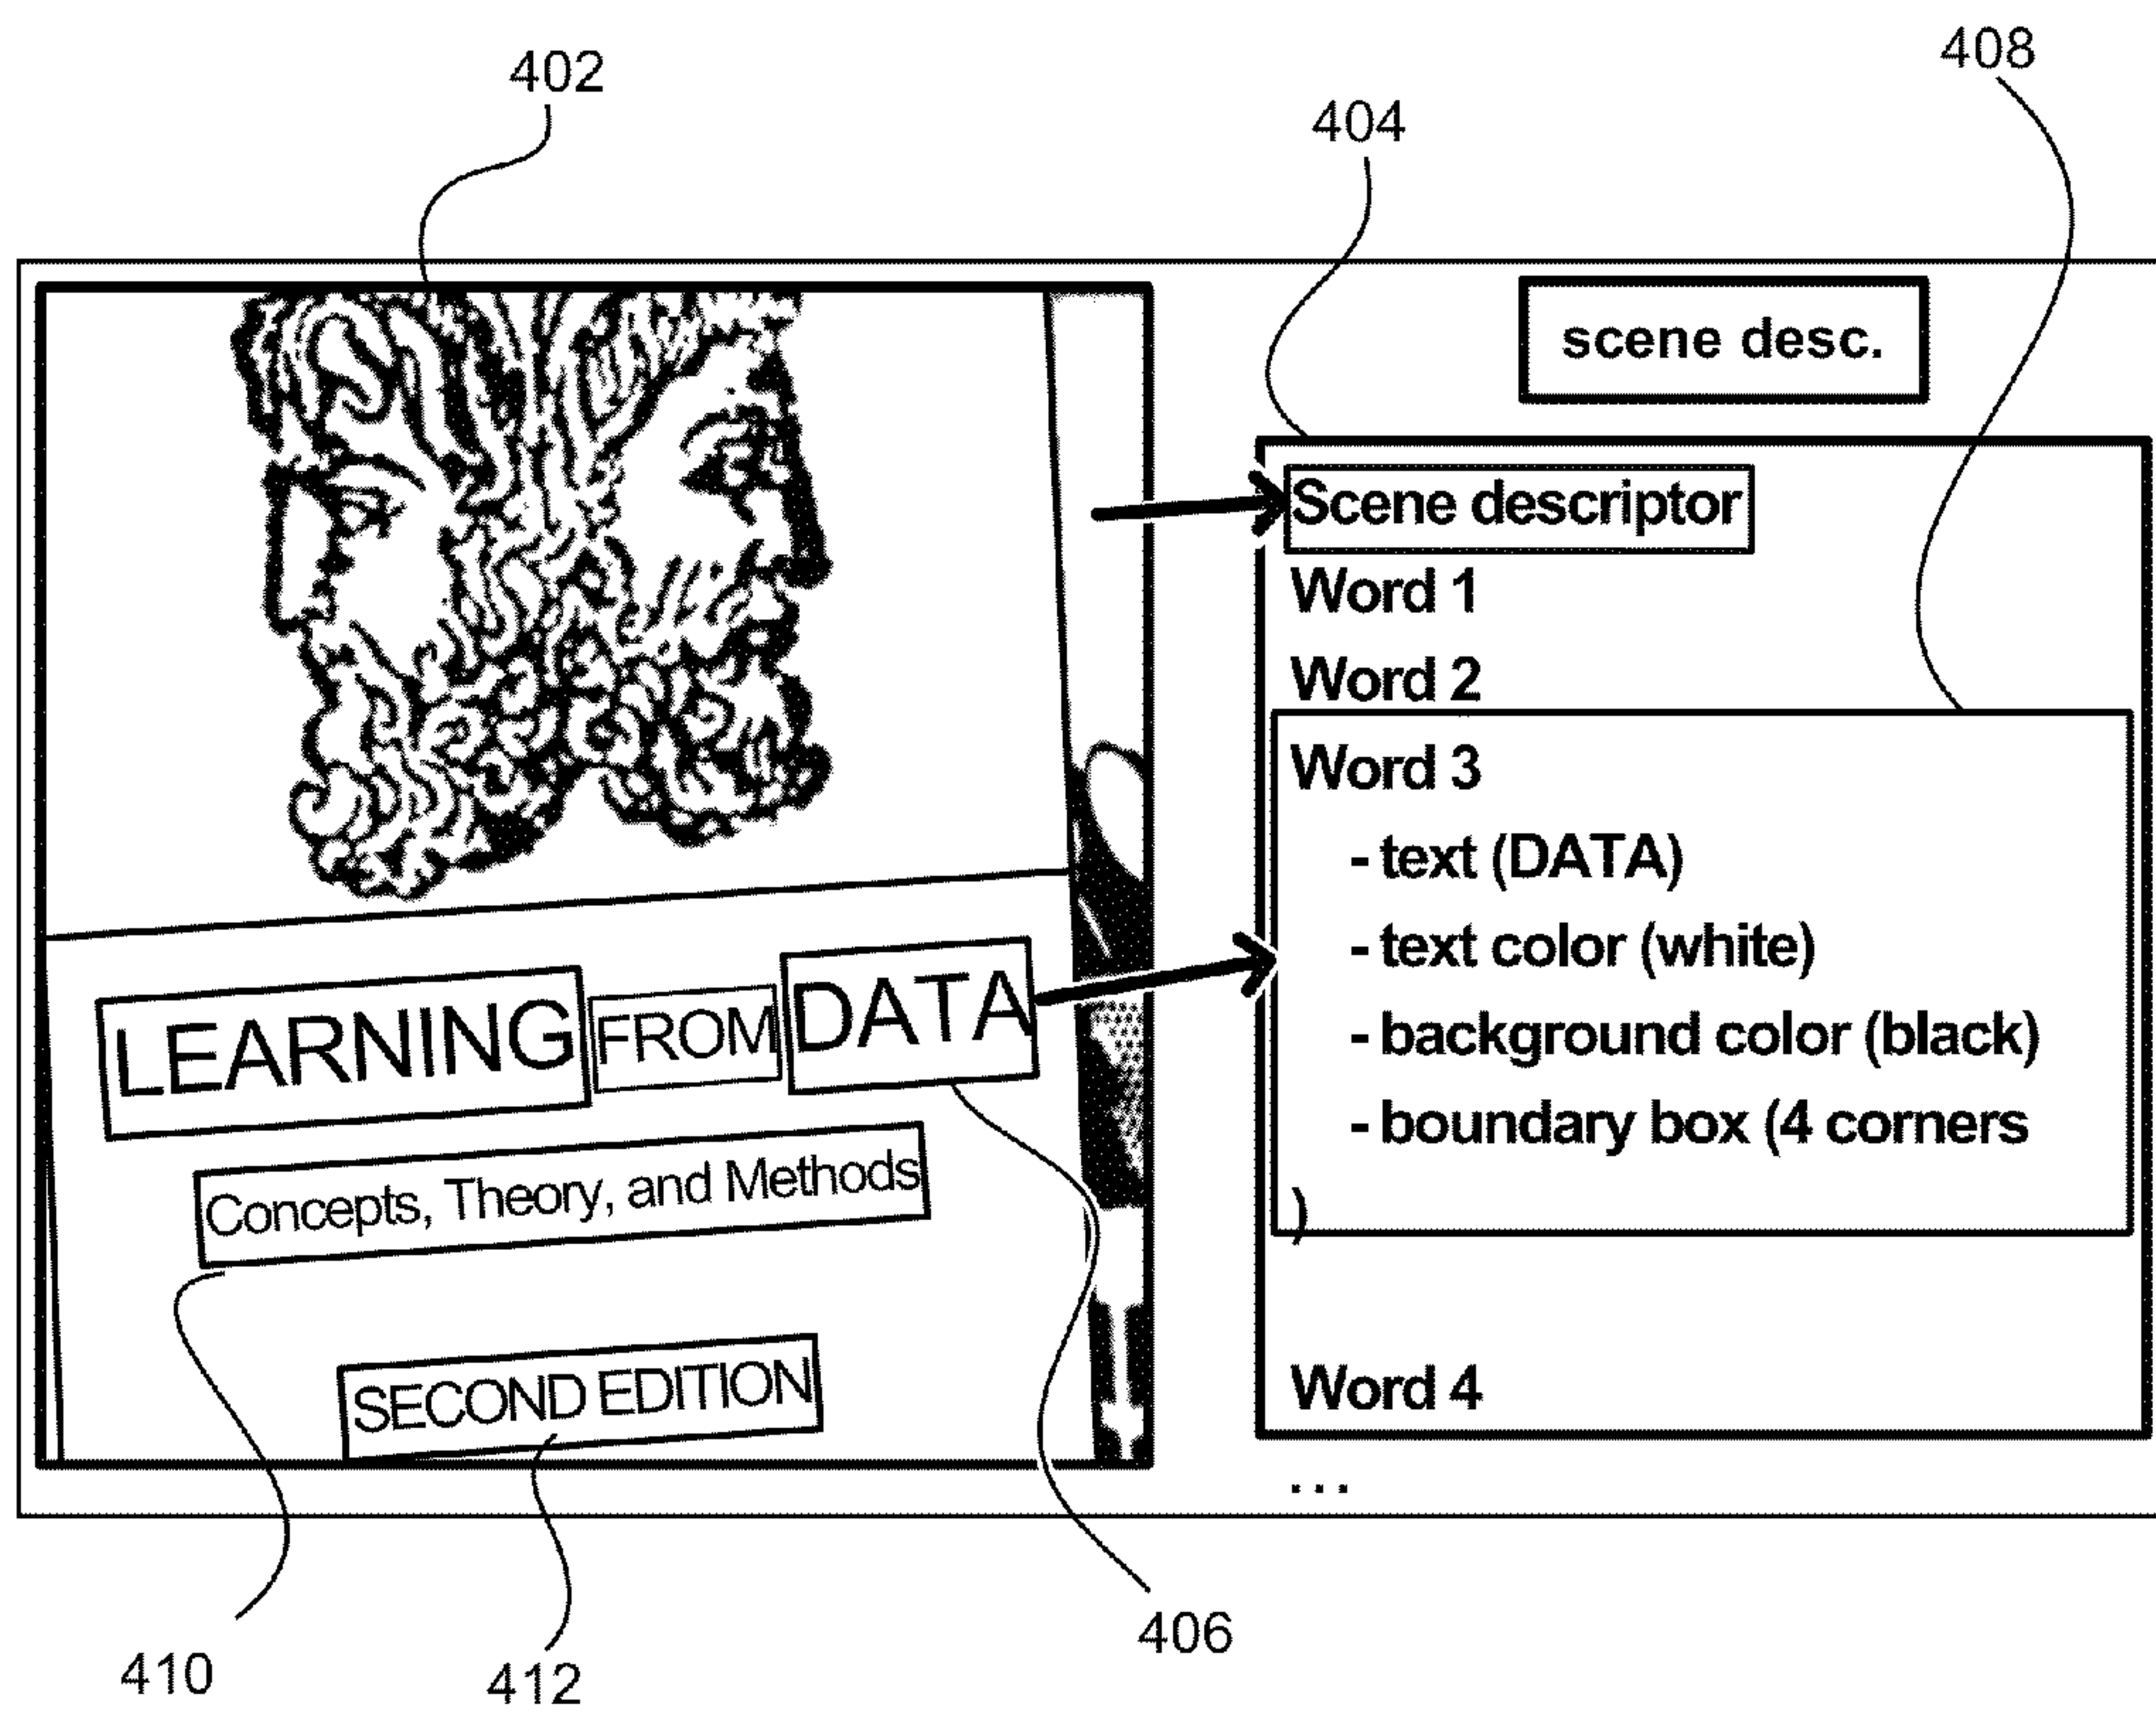 402
404
408
scene desc.
Scene descriptor
Word 1
Word 2
Word 3
- text (DATA)
- text color (white)
- background color (black)
- boundary box (4 corners
)
Word 4
...
LEARNING FROM DATA
Concepts, Theory, and Methods
SECOND EDITION
406
410
412